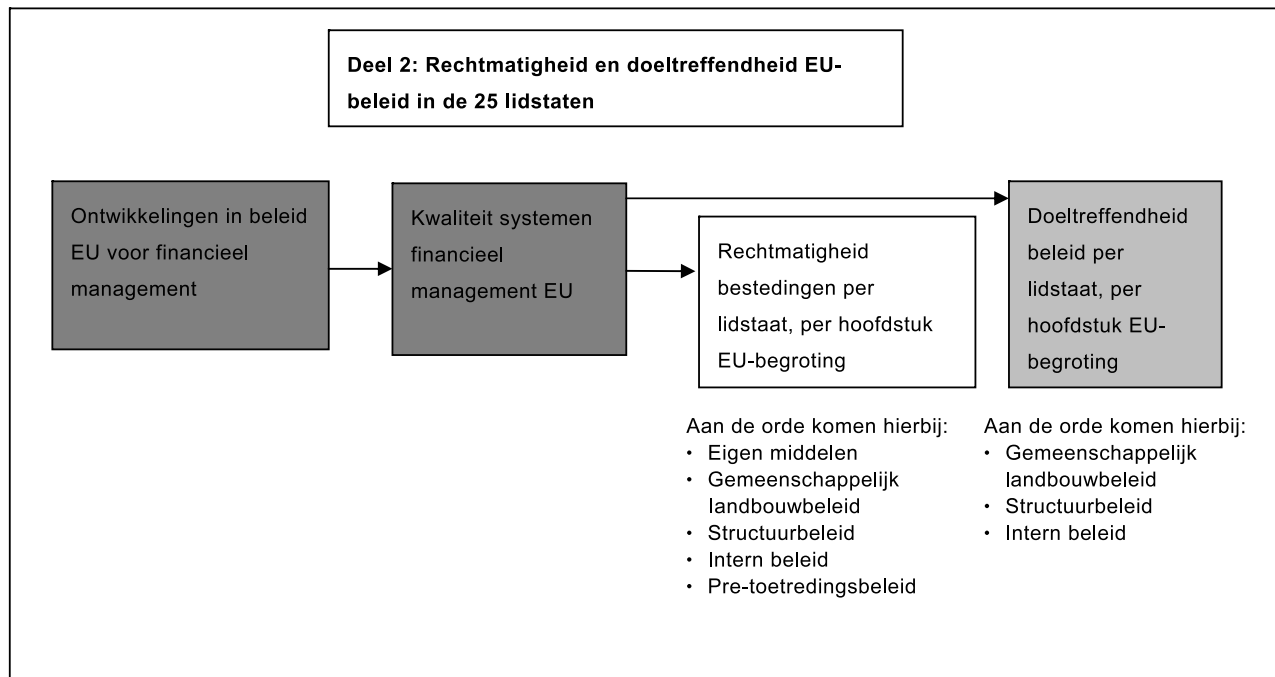 Deel 2: Rechtmatigheid en doeltreffendheid EU-
beleid in de 25 lidstaten
Ontwikkelingen in beleid
EU voor financieel
management
Kwaliteit systemen
financieel
management EU
Rechtmatigheid
bestedingen per
lidstaat, per hoofdstuk
EU-begroting
Doeltreffendheid
beleid per
lidstaat, per
hoofdstuk EU-
begroting
Aan de orde komen hierbij:
• Eigen middelen
• Gemeenschappelijk
landbouwbeleid
• Structuurbeleid
• Intern beleid
• Pre-toetredingsbeleid
Aan de orde komen hierbij:
• Gemeenschappelijk
landbouwbeleid
• Structuurbeleid
• Intern beleid